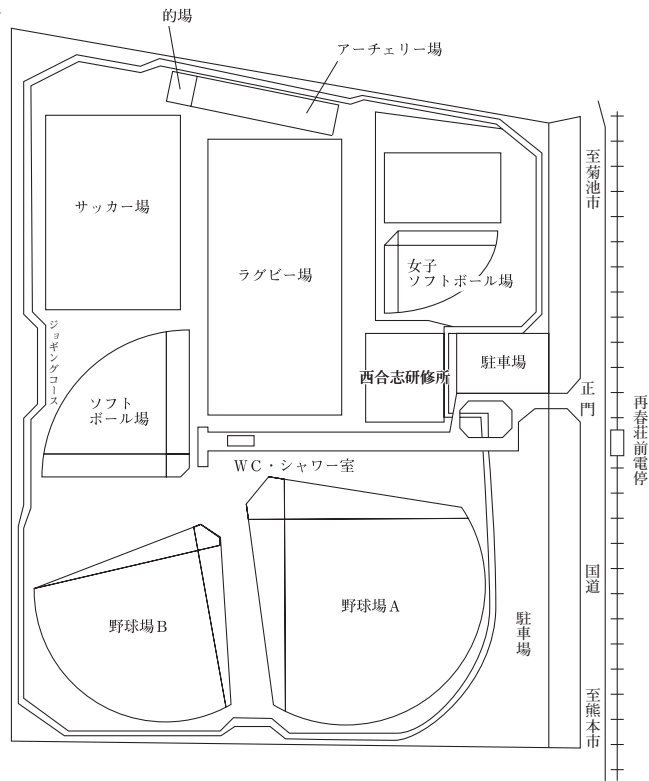 的場
アーチェリー場
至菊池市
サッカー場
女子
ソフトボール場
ラグビー場
ジョギングコース
西合志研修所
駐車場
正門
再春荘前電停
ソフト
ボール場
WC・シャワー室
国道
野球場A
野球場B
駐車場
至熊本市